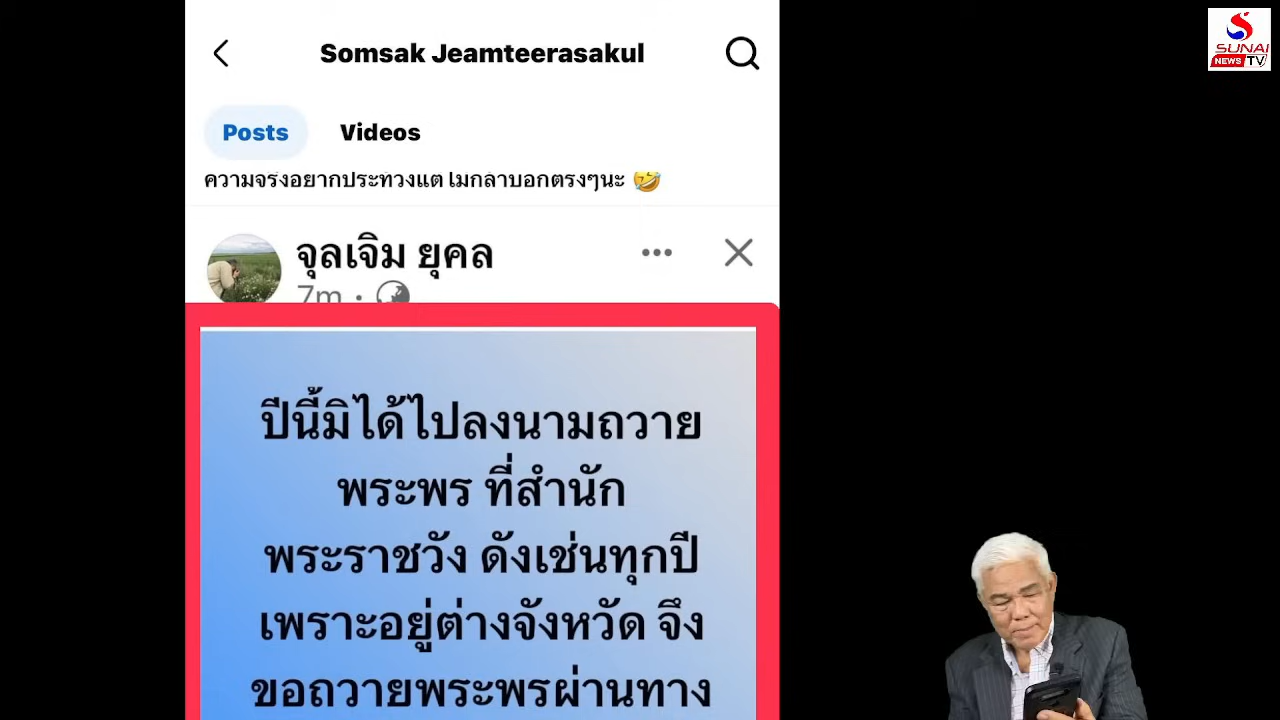 Somsak Jeamteerasakul
SUNAI
NEWS TV
Posts
Videos
ความจริงอยากประท้วงแต่ ไม่กล้าบอกตรงๆนะ 🤣
จุลเจิม ยุคล
7m
ปีนี้มิได้ไปลงนามถวาย
พระพร ที่สำนัก
พระราชวัง ดังเช่นทุกปี
เพราะอยู่ต่างจังหวัด จึง
ขอถวายพระพรผ่านทาง